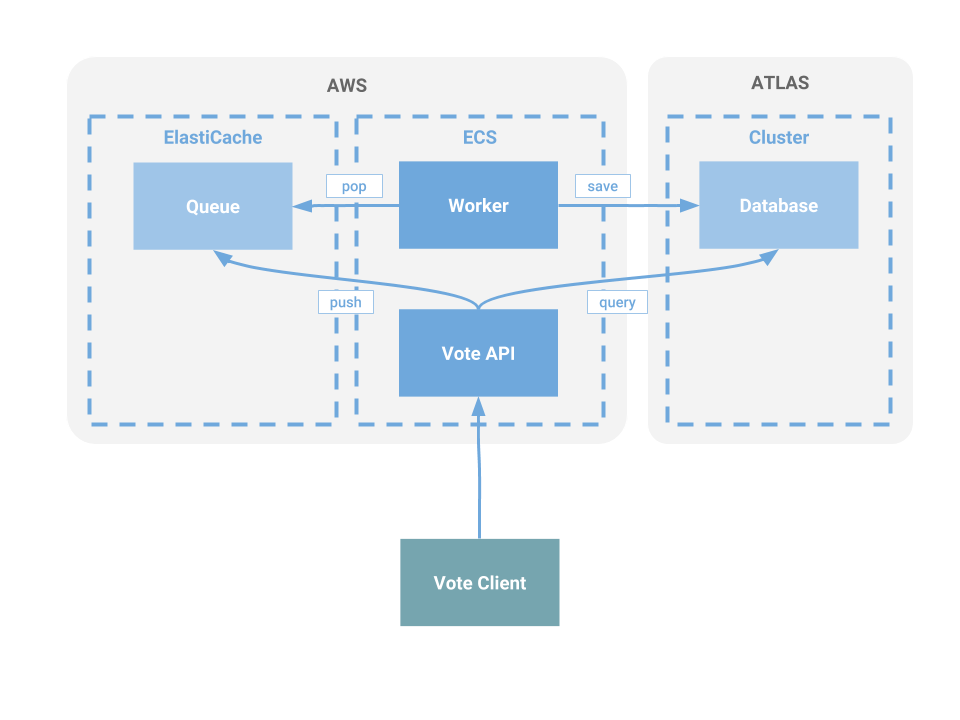 AWS
ATLAS
ElastiCache
ECS
Cluster
Queue
pop
Worker
save
Database
push
query
Vote API
Vote Client